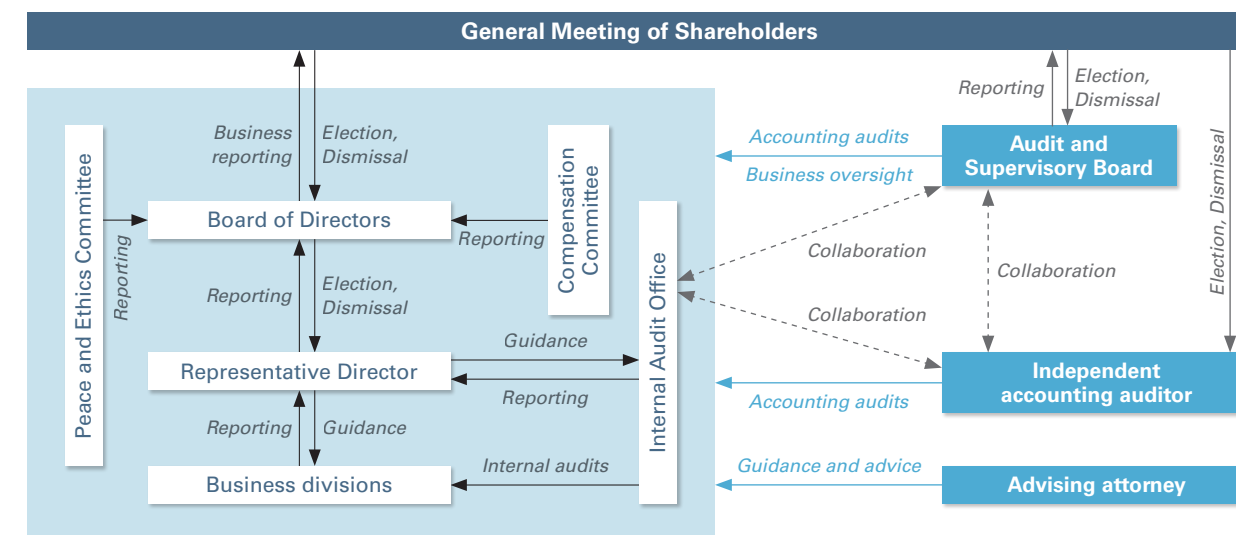 General Meeting of Shareholders
Reporting
Election,
Dismissal
Business
reporting
Election,
Dismissal
Accounting audits
Business oversight
Audit and
Supervisory Board
Election, Dismissal
Peace and Ethics Committee
Reporting
Board of Directors
Reporting
Compensation
Committee
Internal Audit Office
Collaboration
Collaboration
Collaboration
Reporting
Election,
Dismissal
Representative Director
Guidance
Reporting
Accounting audits
Independent
accounting auditor
Reporting
Guidance
Business divisions
Internal audits
Guidance and advice
Advising attorney